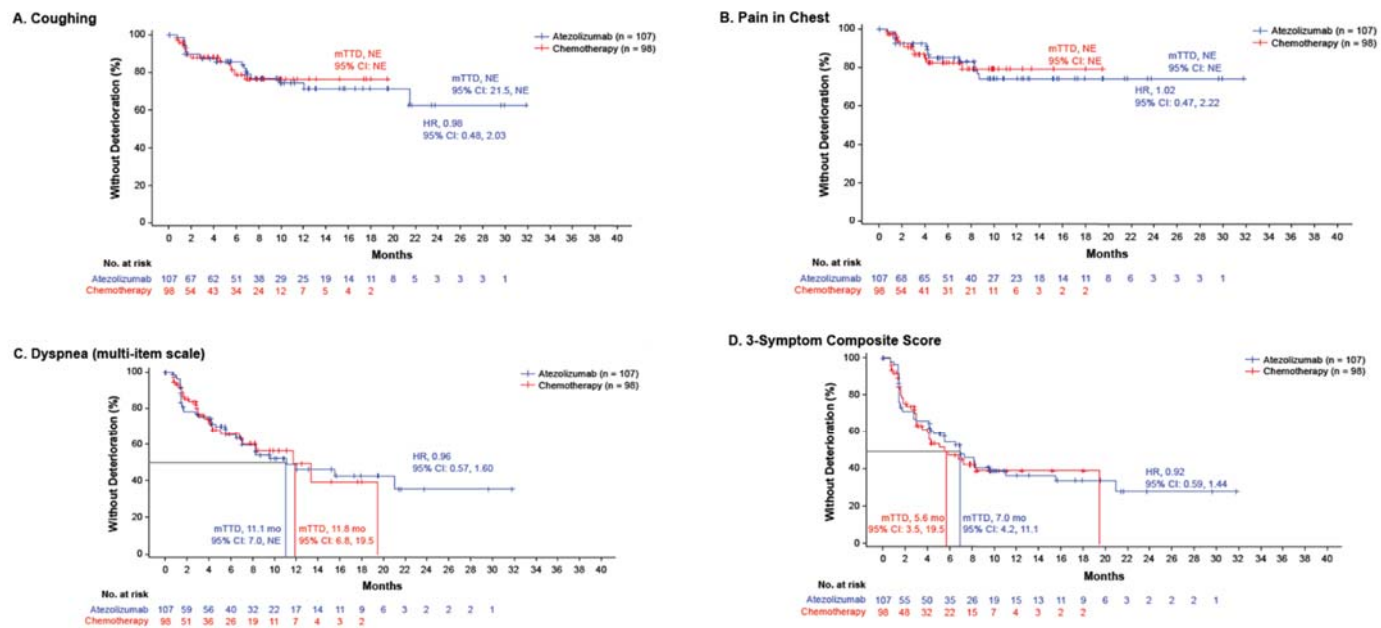 A. Coughing
100
80
60
40
20
0
Without Deterioration (%)
Atezolizumab (n = 107)
Chemotherapy (n = 98)
mTTD, NE
95% CI: NE
mTTD, NE
95% CI: 21.5, NE
HR, 0.98
95% CI: 0.48, 2.03
0 2 4 6 8 10 12 14 16 18 20 22 24 26 28 30 32 34 36 38 40
Months
No. at risk
Atezolizumab 107 67 62 51 38 29 25 19 14 11 8 5 3 3 3 1
Chemotherapy 98 54 43 34 24 12 7 5 4 2
B. Pain in Chest
100
80
60
40
20
0
Without Deterioration (%)
Atezolizumab (n = 107)
Chemotherapy (n = 98)
mTTD, NE
95% CI: NE
mTTD, NE
95% CI: NE
HR, 1.02
95% CI: 0.47, 2.22
0 2 4 6 8 10 12 14 16 18 20 22 24 26 28 30 32 34 36 38 40
Months
No. at risk
Atezolizumab 107 68 65 51 40 27 23 18 14 11 8 6 3 3 3 1
Chemotherapy 98 54 41 31 21 11 6 3 2 2
C. Dyspnea (multi-item scale)
100
80
60
40
20
0
Without Deterioration (%)
Atezolizumab (n = 107)
Chemotherapy (n = 98)
HR, 0.96
95% CI: 0.57, 1.60
mTTD, 11.1 mo
95% CI: 7.0, NE
mTTD, 11.8 mo
95% CI: 6.8, 19.5
0 2 4 6 8 10 12 14 16 18 20 22 24 26 28 30 32 34 36 38 40
Months
No. at risk
Atezolizumab 107 59 56 40 32 22 17 14 11 9 6 3 2 2 2 1
Chemotherapy 98 51 36 26 19 11 7 4 3 2
D. 3-Symptom Composite Score
100
80
60
40
20
0
Without Deterioration (%)
Atezolizumab (n = 107)
Chemotherapy (n = 98)
HR, 0.92
95% CI: 0.59, 1.44
mTTD, 5.6 mo
95% CI: 3.5, 19.5
mTTD, 7.0 mo
95% CI: 4.2, 11.1
0 2 4 6 8 10 12 14 16 18 20 22 24 26 28 30 32 34 36 38 40
Months
No. at risk
Atezolizumab 107 55 50 35 26 19 15 13 11 9 6 3 2 2 2 1
Chemotherapy 98 48 32 22 15 7 4 3 2 2